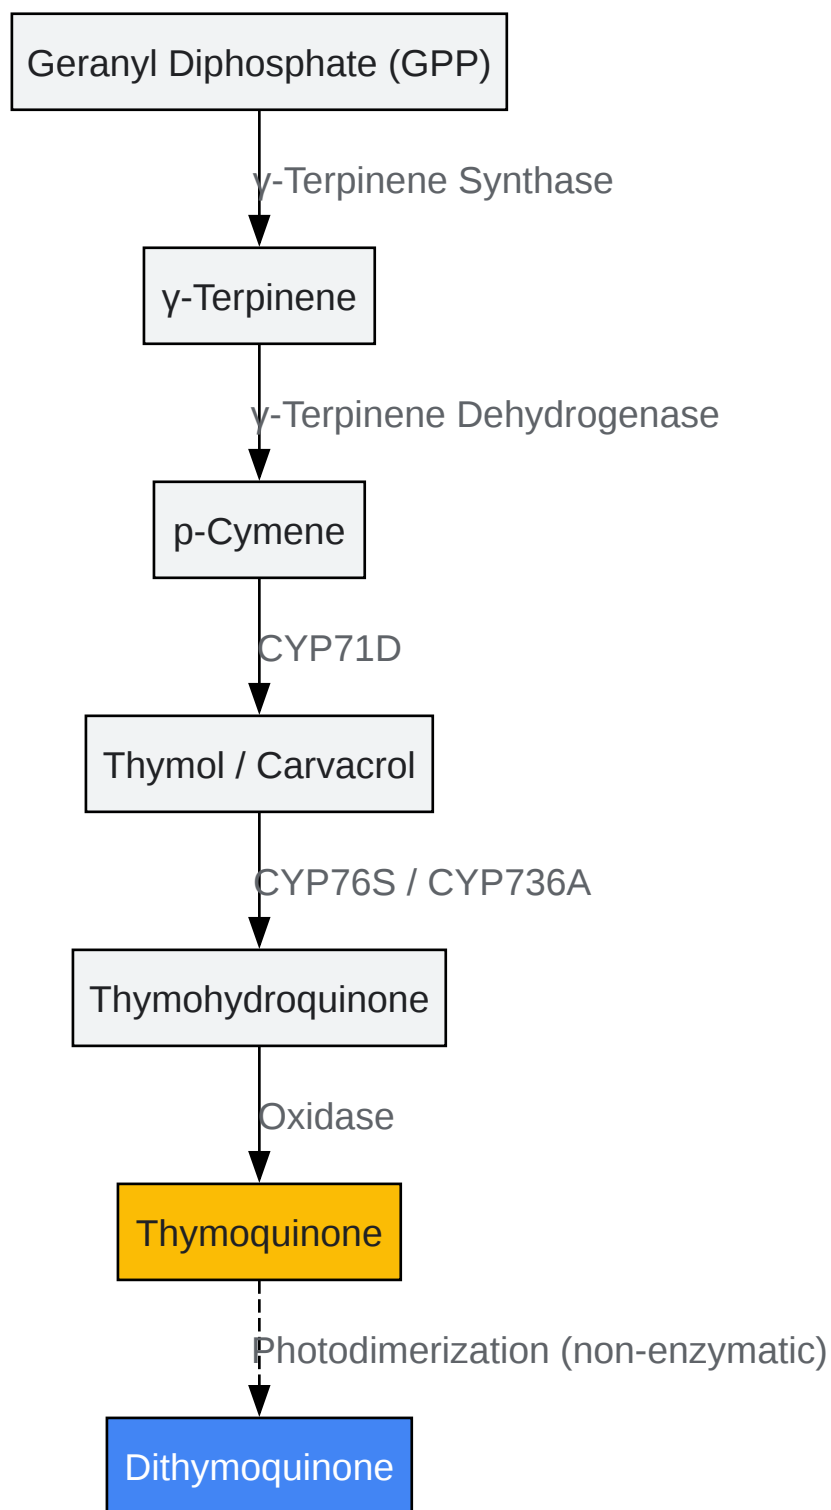 Geranyl Diphosphate (GPP)
γ-Terpinene Synthase
γ-Terpinene
γ-Terpinene Dehydrogenase
p-Cymene
CYP71D
Thymol / Carvacrol
CYP76S / CYP736A
Thymohydroquinone
Oxidase
Thymoquinone
Photodimerization (non-enzymatic)
Dithymoquinone